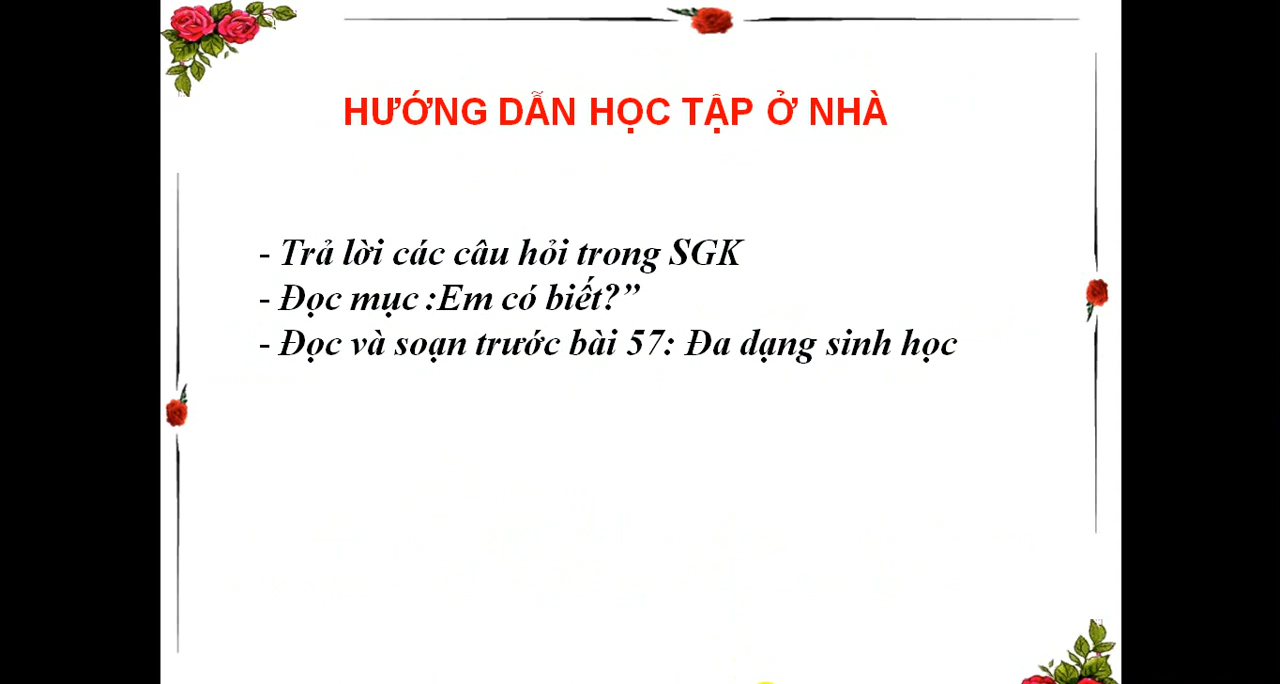 HƯỚNG DẪN HỌC TẬP Ở NHÀ
- Trả lời các câu hỏi trong SGK
- Đọc mục :Em có biết?”
- Đọc và soạn trước bài 57: Đa dạng sinh học